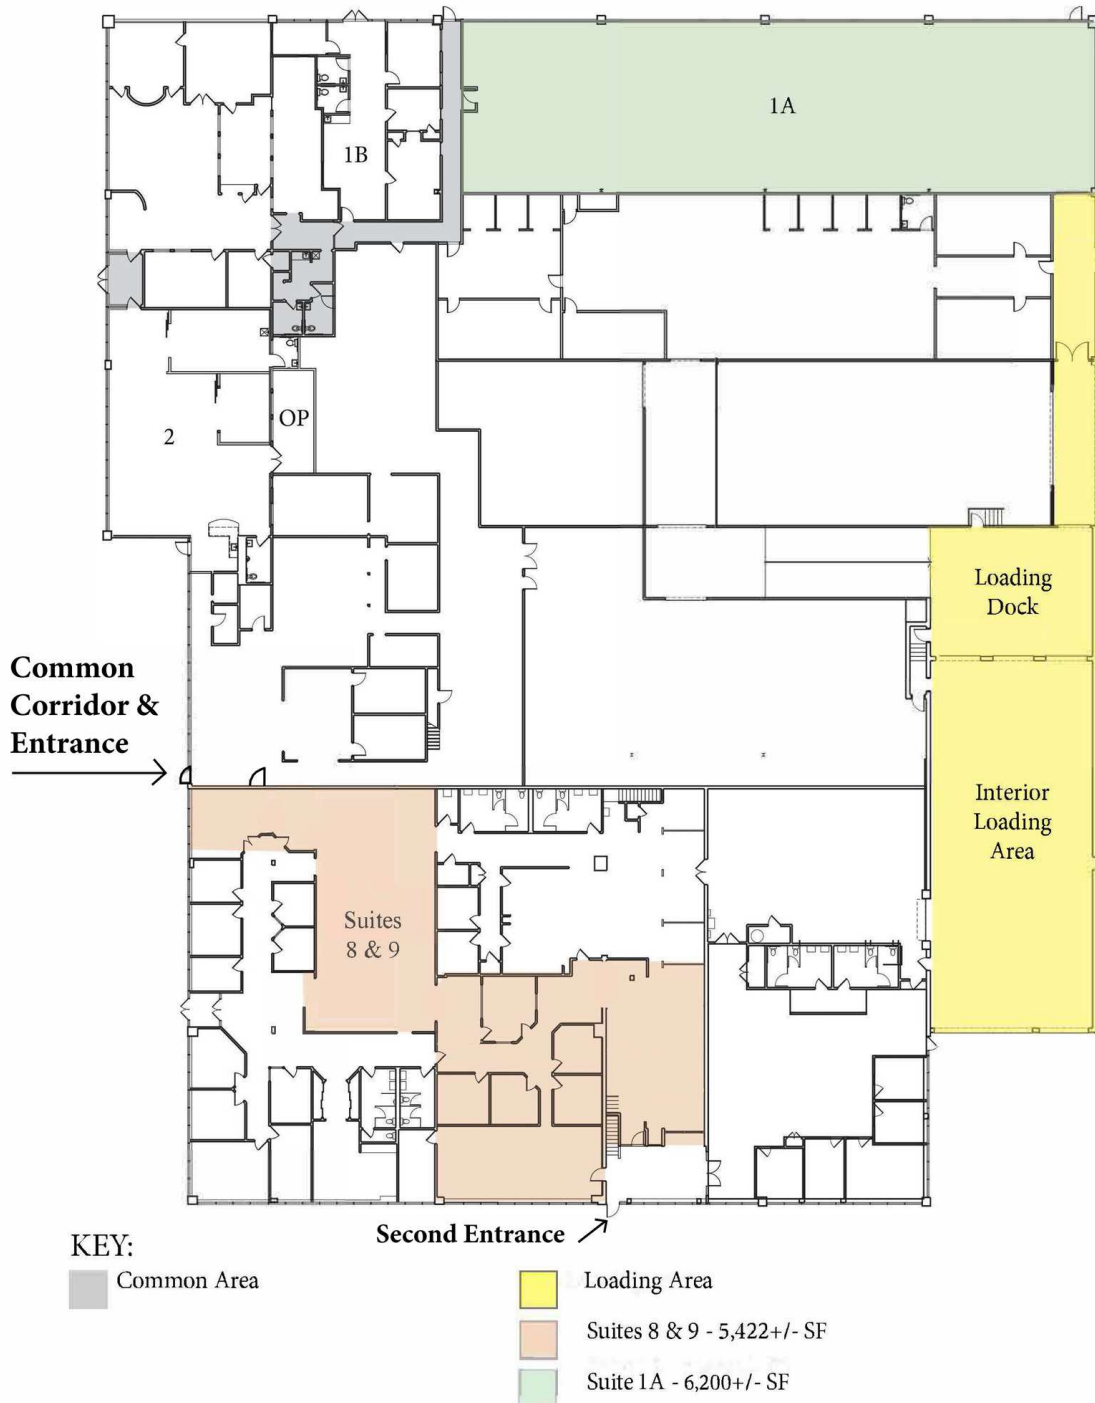 1A
1B
OP
2
Loading
Dock
Common
Corridor &
Entrance
Interior
Loading
Area
Suites
8 & 9
Second Entrance
KEY:
Common Area
Loading Area
Suites 8 & 9 - 5,422+/- SF
Suite 1A - 6,200+/- SF